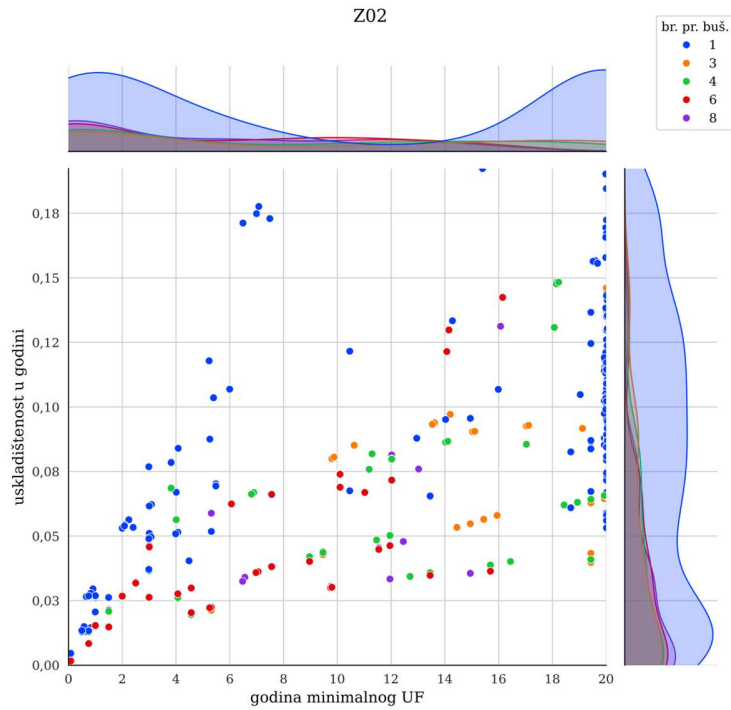 Z02
br. pr. buš.
1
3
4
6
8
0,18
0,15
0,12
0,10
0,08
0,05
0,03
0,00
uskladištenost u godini
0 2 4 6 8 10 12 14 16 18 20
godina minimalnog UF